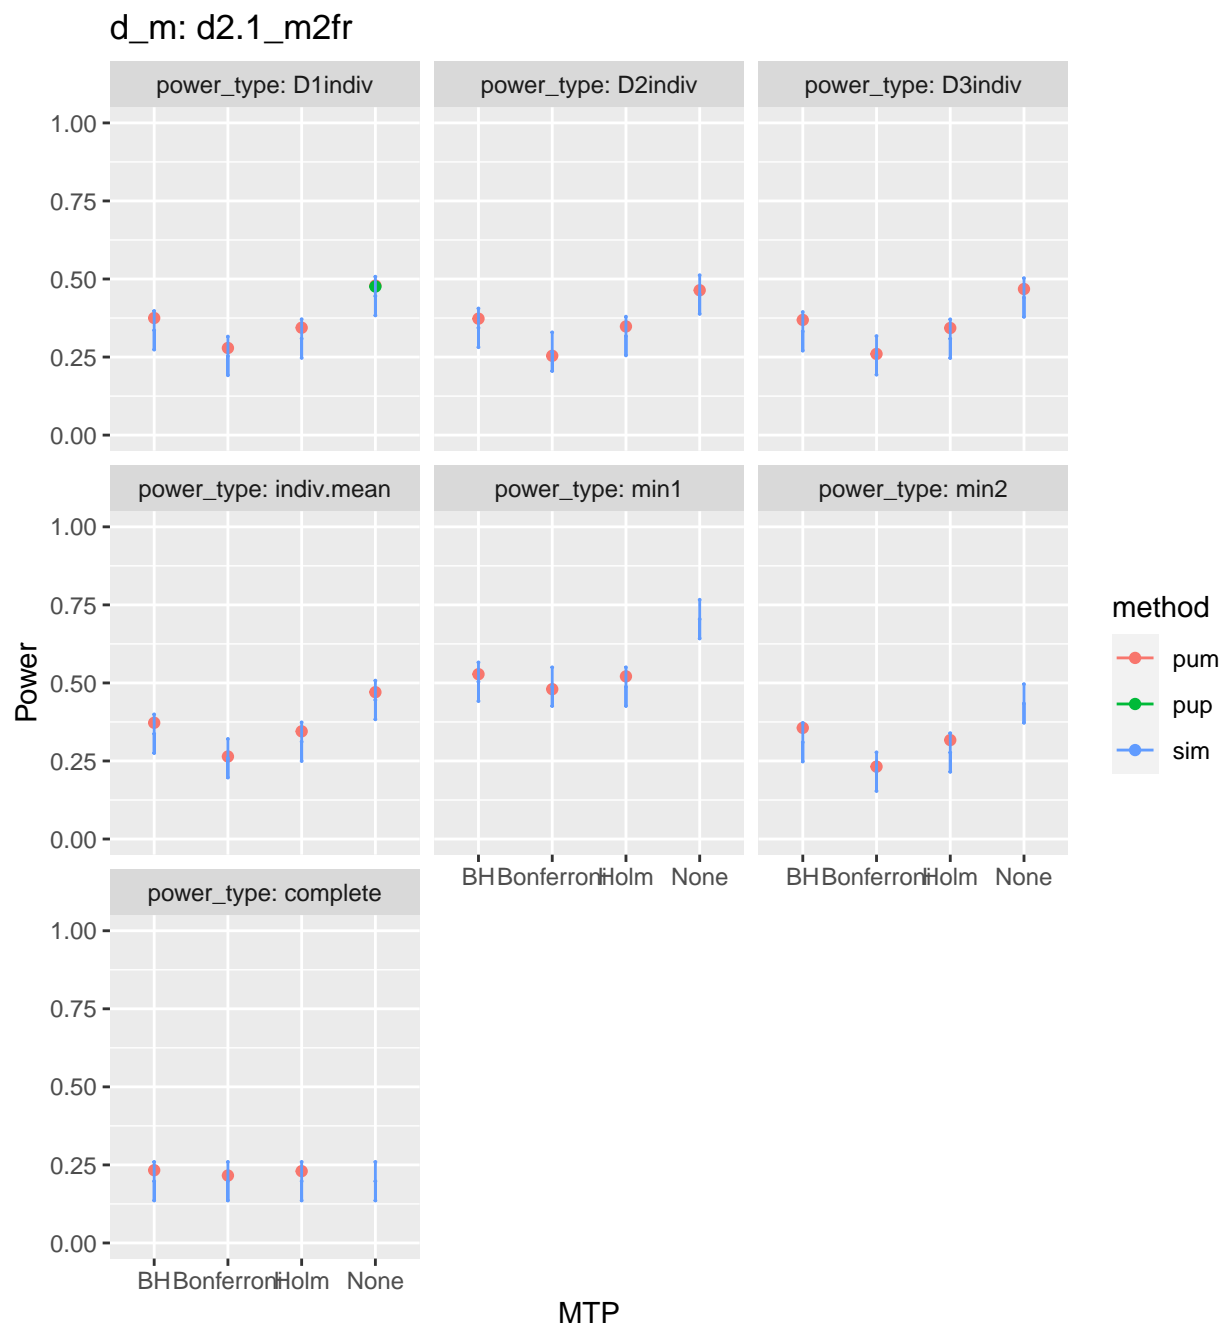 d_m: d2.1_m2fr
power_type: D1indiv power_type: D2indiv power_type: D3indiv
1.00
0.75
0.50
0.25
0.00
power_type: indiv.mean power_type: min1 power_type: min2
1.00
0.75
0.50
0.25
0.00
BH Bonferroni Holm None BH Bonferroni Holm None
power_type: complete
1.00
0.75
0.50
0.25
0.00
BH Bonferroni Holm None
MTP
Power
method
pum
pup
sim